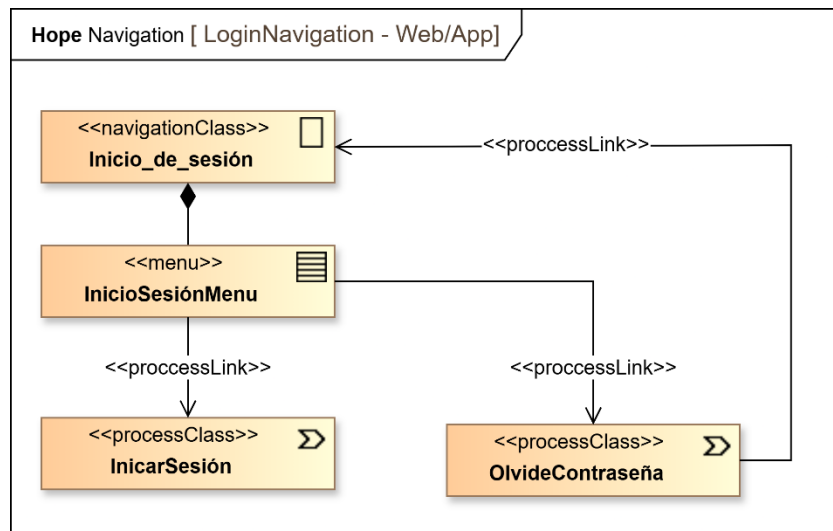 Hope Navigation [ LoginNavigation - Web/App]
<<navigationClass>>
Inicio_de_sesión
<<proccessLink>>
<<menu>>
InicioSesiónMenu
<<proccessLink>>
<<proccessLink>>
<<processClass>>
InicarSesión
<<processClass>>
OlvideContraseña